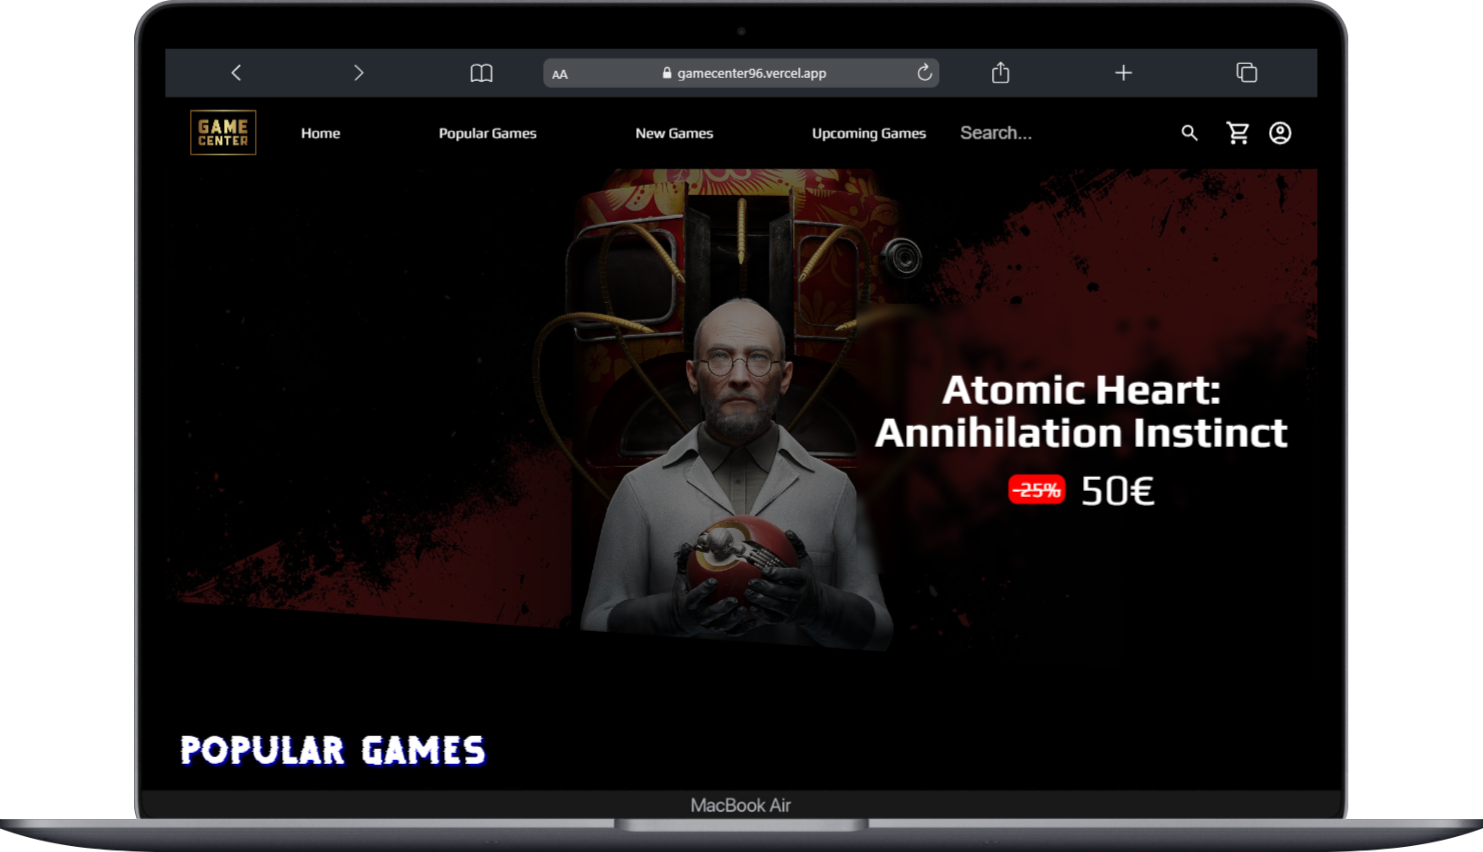 AA
gamecenter96.vercel.app
GAME
CENTER
Home
Popular Games
New Games
Upcoming Games
Search...
Atomic Heart:
Annihilation Instinct
-25% 50€
POPULAR GAMES
MacBook Air